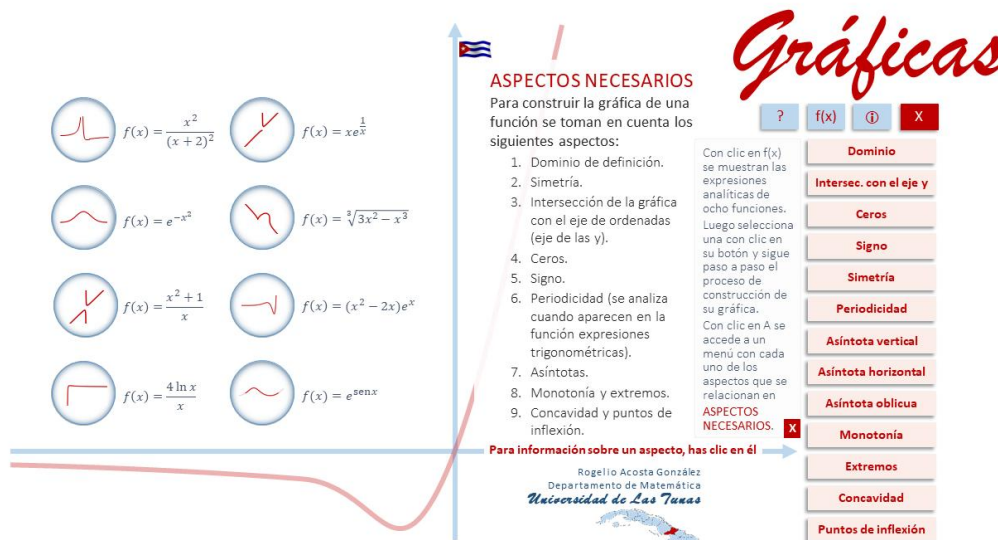 Gráficas
? f(x) ⓘ X
f(x) = x^2/(x + 2)^2
f(x) = xe^(1/x)
f(x) = e^(-x^2)
f(x) = ∛(3x^2 − x^3)
f(x) = (x^2 + 1)/x
f(x) = (x^2 − 2x)e^x
f(x) = (4 ln x)/x
f(x) = e^(senx)
ASPECTOS NECESARIOS
Para construir la gráfica de una
función se toman en cuenta los
siguientes aspectos:
1. Dominio de definición.
2. Simetría.
3. Intersección de la gráfica
con el eje de ordenadas
(eje de las y).
4. Ceros.
5. Signo.
6. Periodicidad (se analiza
cuando aparecen en la
función expresiones
trigonométricas).
7. Asíntotas.
8. Monotonía y extremos.
9. Concavidad y puntos de
inflexión.
Para información sobre un aspecto, has clic en él
Con clic en f(x)
se muestran las
expresiones
analíticas de
ocho funciones.
Luego selecciona
una con clic en
su botón y sigue
paso a paso el
proceso de
construcción de
su gráfica.
Con clic en A se
accede a un
menú con cada
uno de los
aspectos que se
relacionan en
ASPECTOS
NECESARIOS.
X
Rogelio Acosta González
Departamento de Matemática
Universidad de Las Tunas
Dominio
Intersec. con el eje y
Ceros
Signo
Simetría
Periodicidad
Asíntota vertical
Asíntota horizontal
Asíntota oblicua
Monotonía
Extremos
Concavidad
Puntos de inflexión